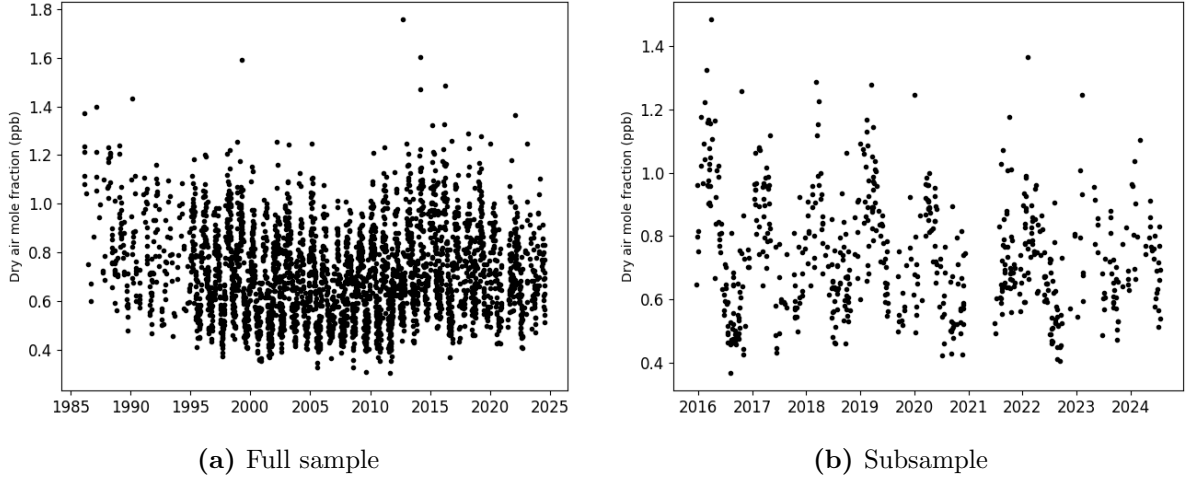 1.8
1.6
1.4
1.2
1.0
0.8
0.6
0.4
Dry air mole fraction (ppb)
1985 1990 1995 2000 2005 2010 2015 2020 2025
(a) Full sample
1.4
1.2
1.0
0.8
0.6
0.4
Dry air mole fraction (ppb)
2016 2017 2018 2019 2020 2021 2022 2023 2024
(b) Subsample